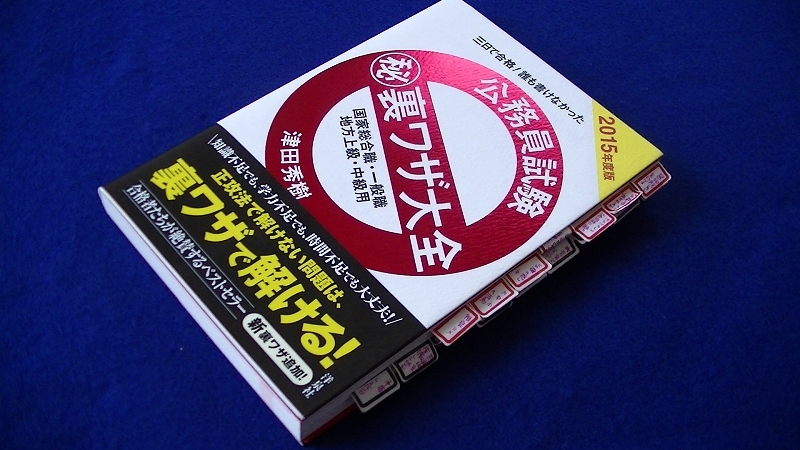 2015年度版
三日で合格!誰も書けなかった
公務員試験
㊙裏ワザ大全
国家総合職・一般職
地方上級・中級用
津田秀樹
知識不足でも、学力不足でも、時間不足でも大丈夫!
正攻法で解けない問題は、
裏ワザで解ける!
合格者たちが絶賛するベストセラー
新裏ワザ追加!
洋泉社